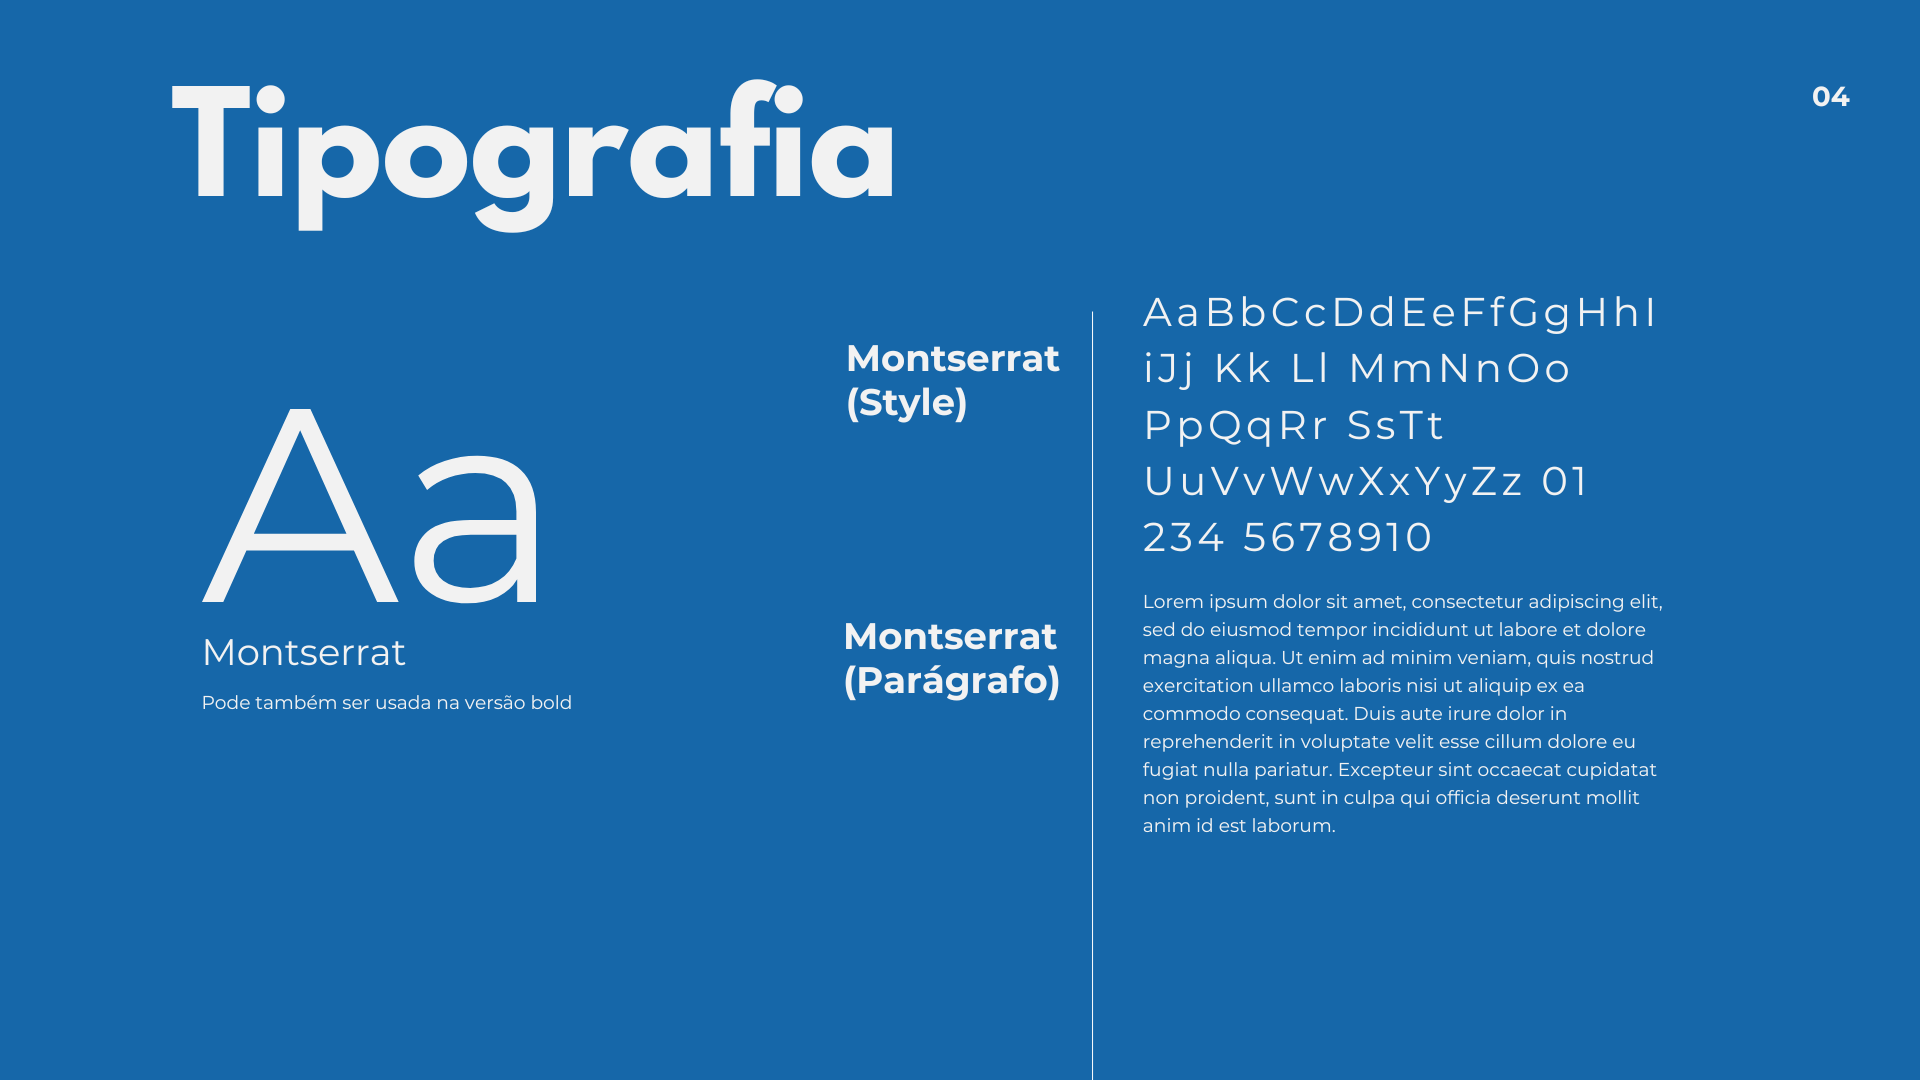 Tipografia
04
Aa
Montserrat
Pode também ser usada na versão bold
Montserrat
(Style)
AaBbCcDdEeFfGgHhI
iJj Kk Ll MmNnOo
PpQqRr SsTt
UuVvWwXxYyZz 01
234 5678910
Montserrat
(Parágrafo)
Lorem ipsum dolor sit amet, consectetur adipiscing elit,
sed do eiusmod tempor incididunt ut labore et dolore
magna aliqua. Ut enim ad minim veniam, quis nostrud
exercitation ullamco laboris nisi ut aliquip ex ea
commodo consequat. Duis aute irure dolor in
reprehenderit in voluptate velit esse cillum dolore eu
fugiat nulla pariatur. Excepteur sint occaecat cupidatat
non proident, sunt in culpa qui officia deserunt mollit
anim id est laborum.